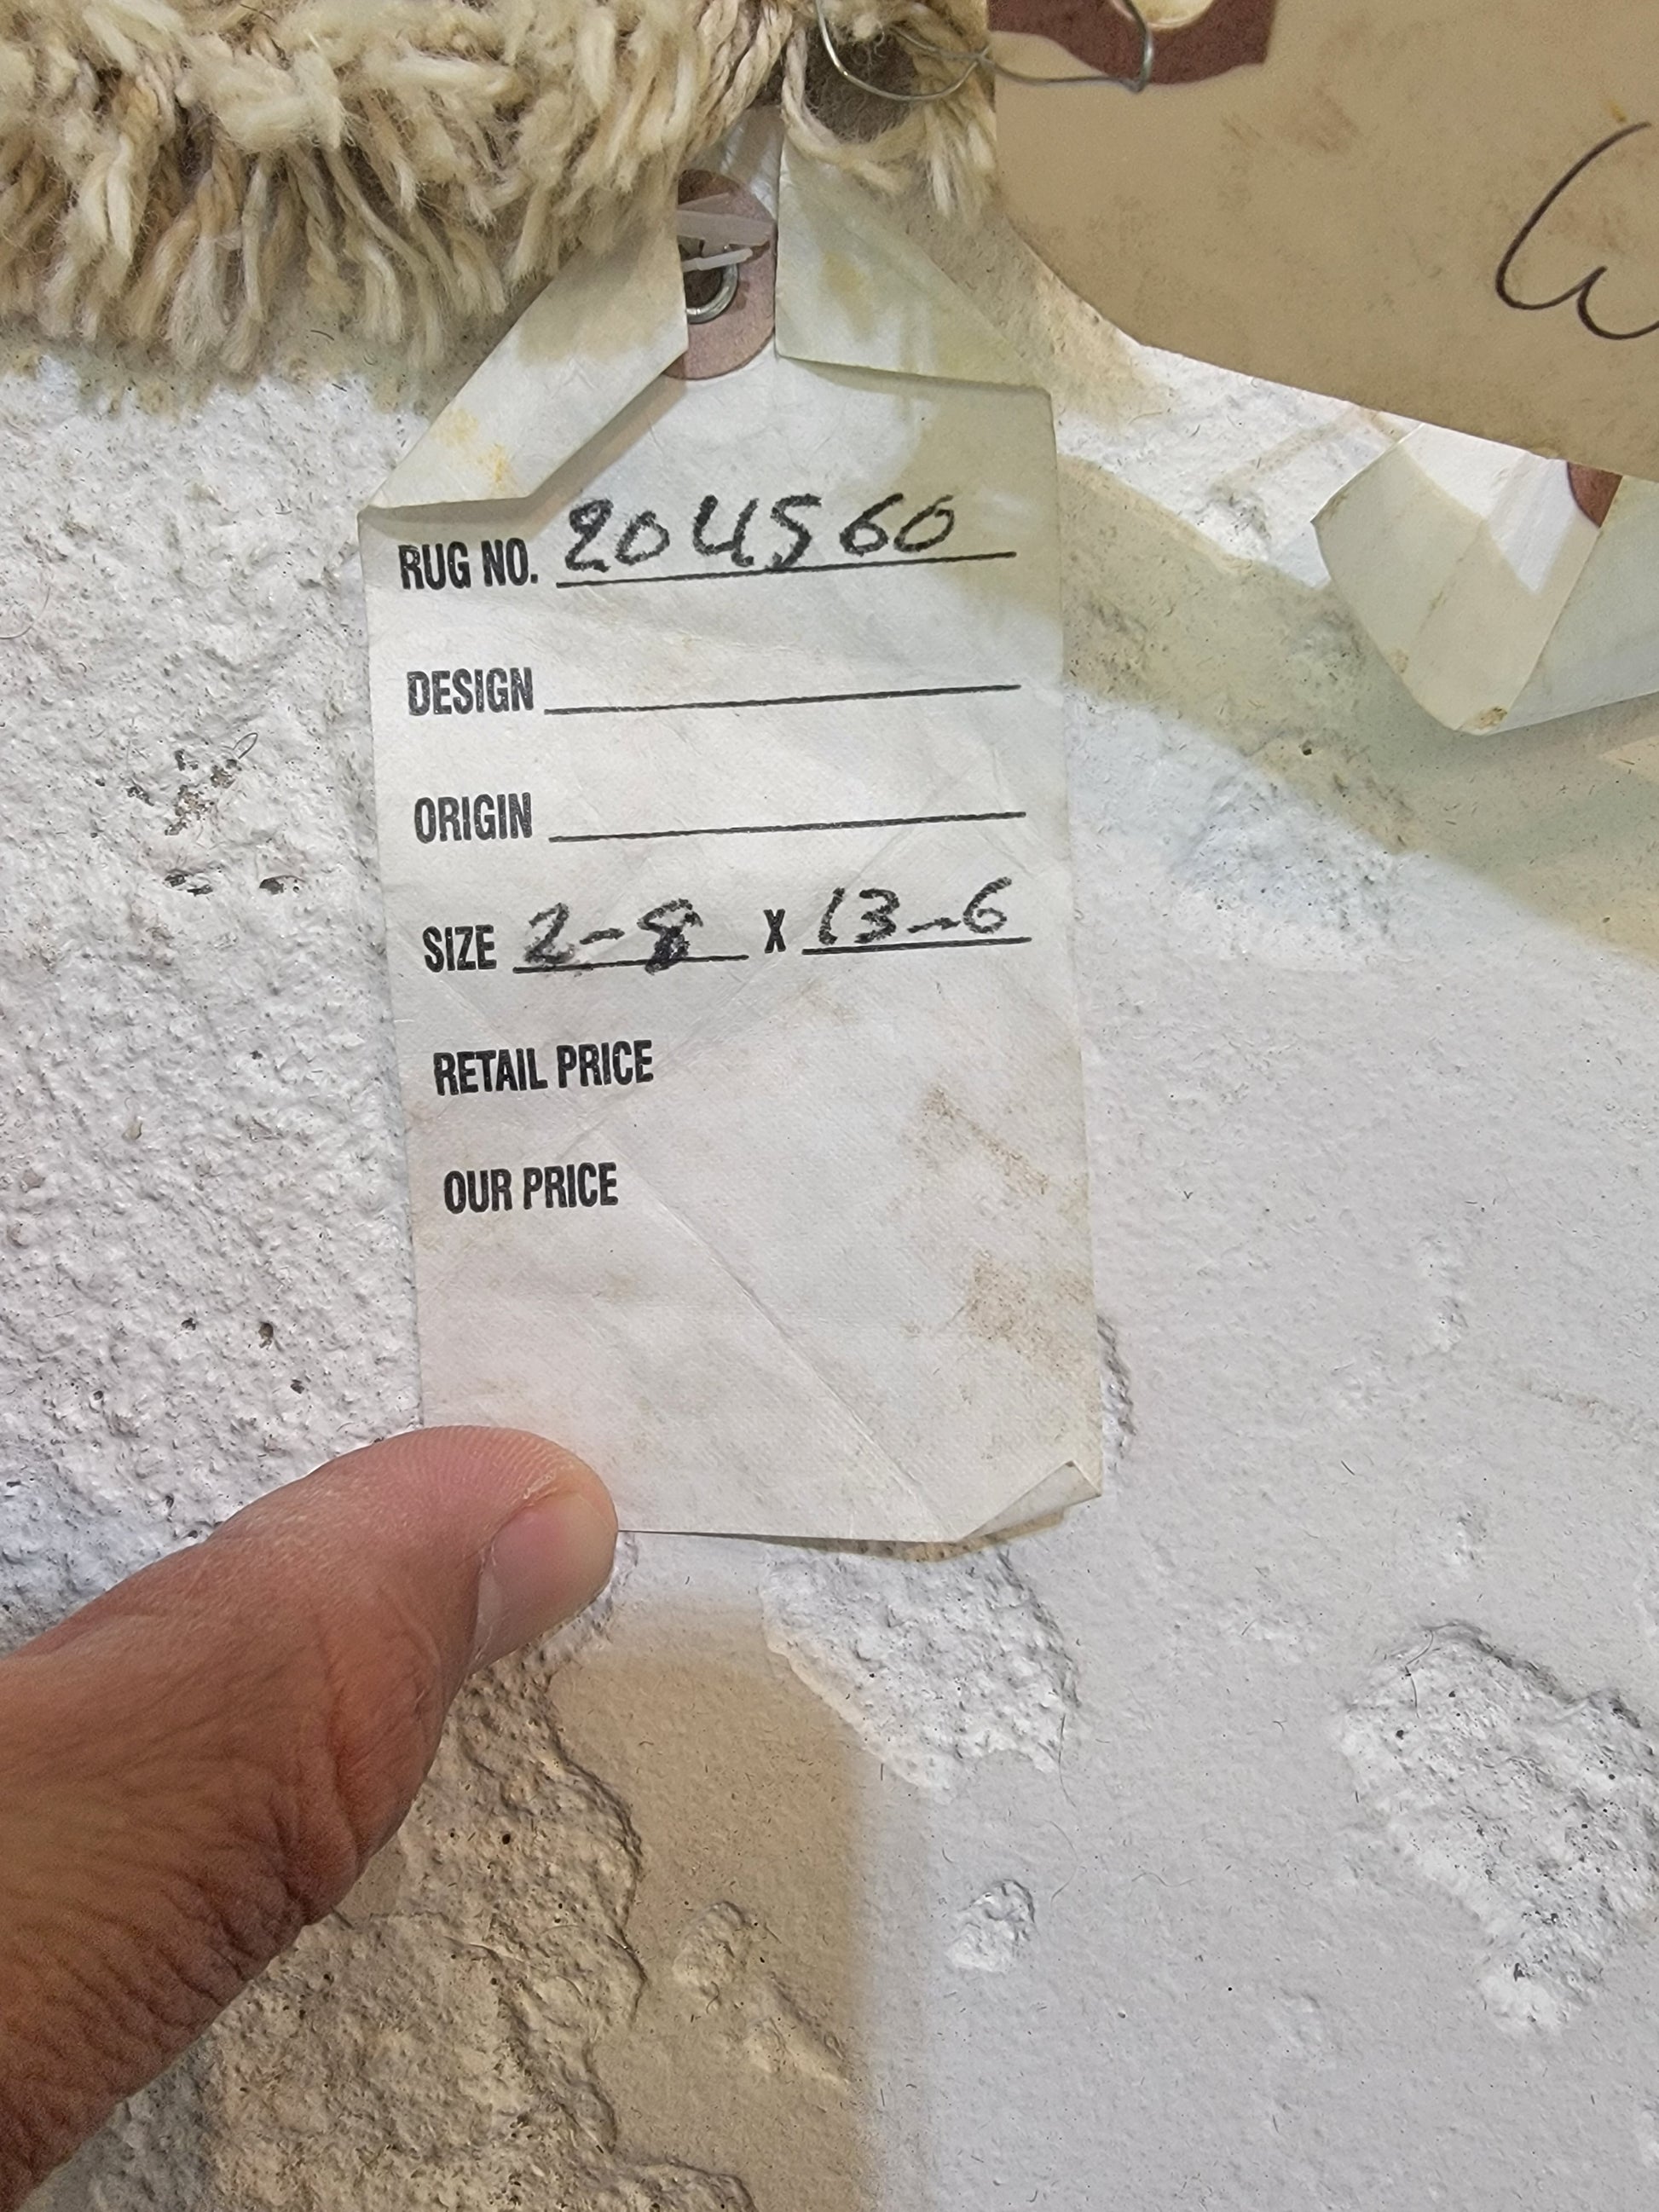 RUG NO. 204560
DESIGN
ORIGIN
SIZE 2-8 X 13-6
RETAIL PRICE
OUR PRICE